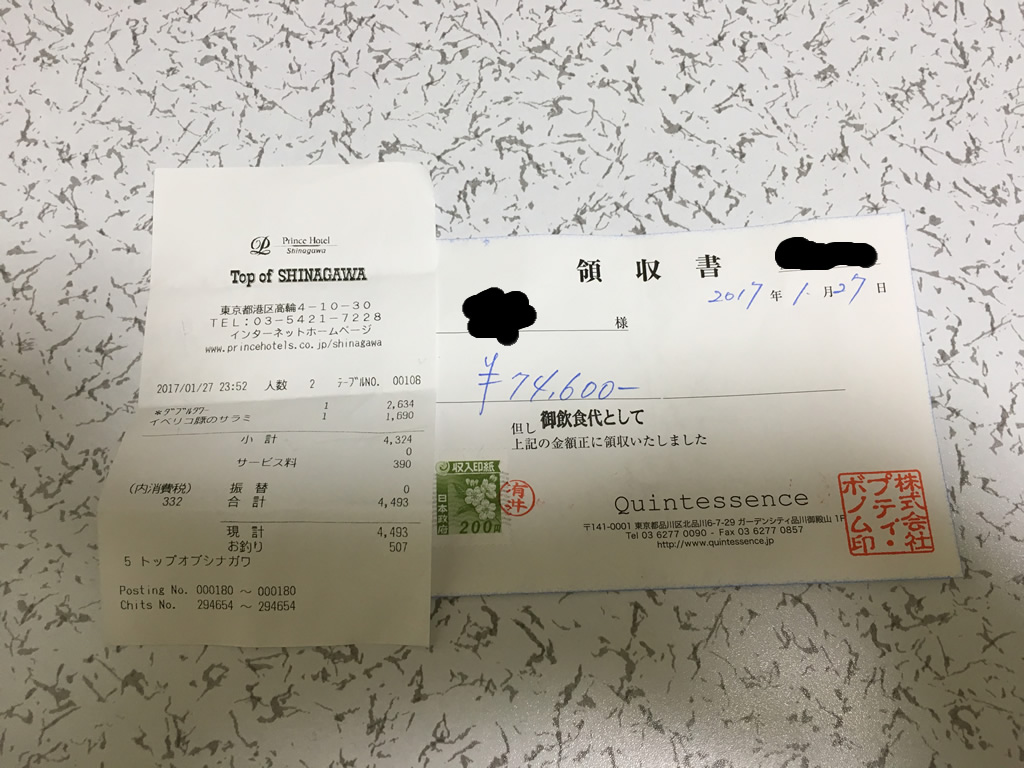 Prince Hotel
Shinagawa
Top of SHINAGAWA
東京都港区高輪4-10-30
TEL:03-5421-7228
インターネットホームページ
www.princehotels.co.jp/shinagawa
2017/01/27 23:52 人数 2 テーブルNO. 00106
1 2,634
イベリコ豚のサラミ 1 1,690
小 計 4,324
0
サービス料 390
(内消費税) 振 替 0
332 合 計 4,493
現 計 4,493
お釣り 507
5 トップオブシナガワ
Posting No. 000180 ～ 000180
Chits No. 294654 ～ 294654
領 収 書
2017 年 1. 月 27 日
様
¥74,600-
但し 御飲食代として
上記の金額正に領収いたしました
収入印紙
日本政府
200円
Quintessence
〒141-0001 東京都品川区北品川6-7-29 ガーデンシティ品川御殿山 1F
Tel 03 6277 0090 - Fax 03 6277 0857
http://www.quintessence.jp
株式会社
プティ・
ボノム印